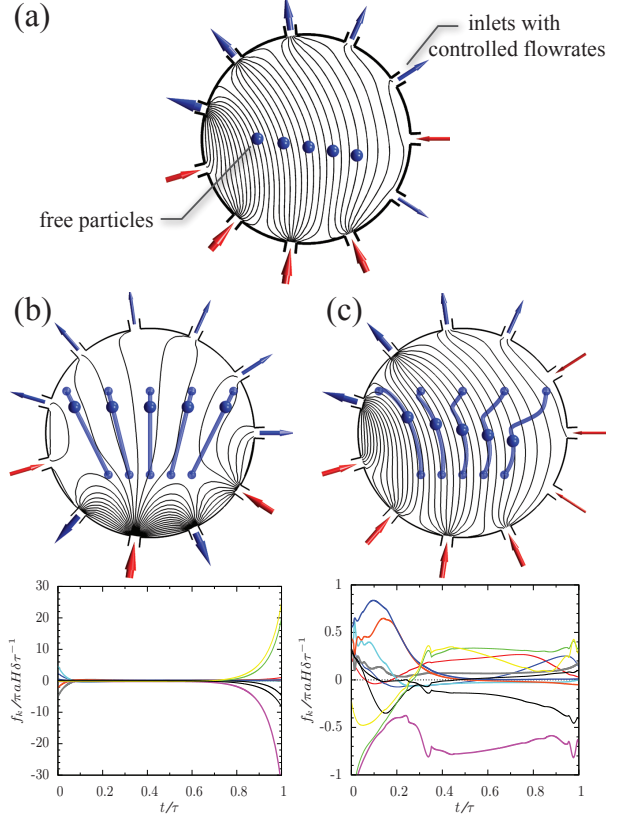 (a)
inlets with
controlled flowrates
free particles
(b)
(c)
f_k/πaHδτ⁻¹
30
20
10
0
-10
-20
-30
0 0.2 0.4 0.6 0.8 1
t/τ
f_k/πaHδτ⁻¹
1
0.5
0
-0.5
-1
0 0.2 0.4 0.6 0.8 1
t/τ